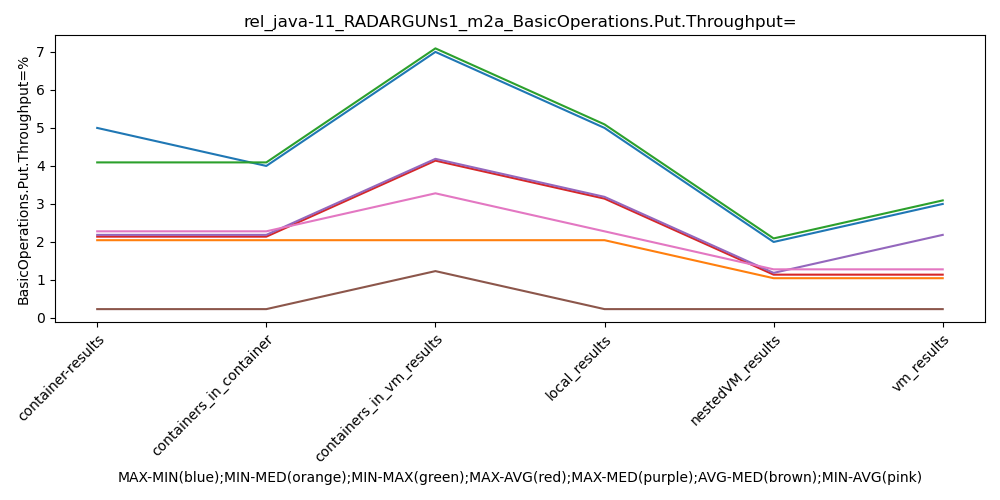 rel_java-11_RADARGUNs1_m2a_BasicOperations.Put.Throughput=
BasicOperations.Put.Throughput=%
7
6
5
4
3
2
1
0
container-results
containers_in_container
containers_in_vm_results
local_results
nestedVM_results
vm_results
MAX-MIN(blue);MIN-MED(orange);MIN-MAX(green);MAX-AVG(red);MAX-MED(purple);AVG-MED(brown);MIN-AVG(pink)